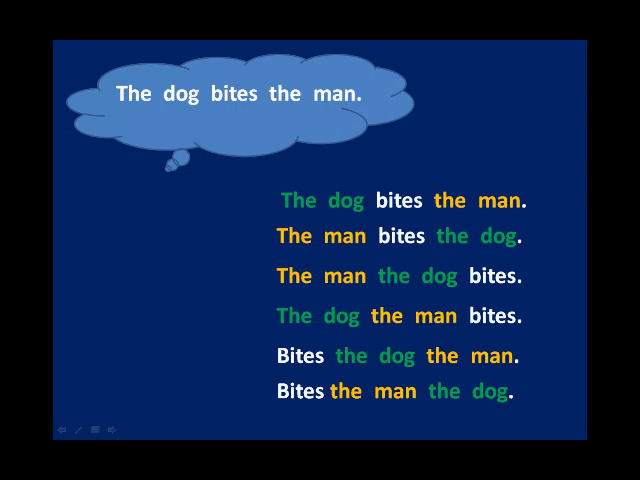 The dog bites the man.
The dog bites the man.
The man bites the dog.
The man the dog bites.
The dog the man bites.
Bites the dog the man.
Bites the man the dog.